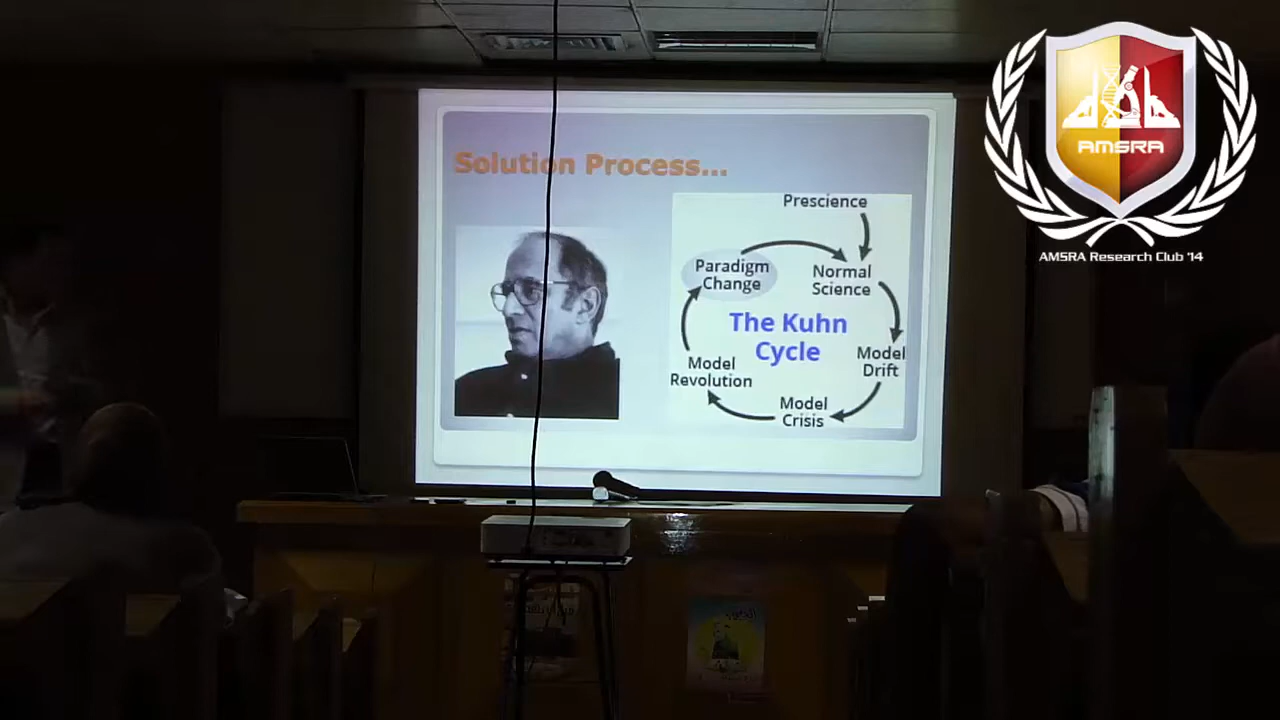 Solution Process...
Prescience
Paradigm
Change
Normal
Science
The Kuhn
Cycle
Model
Drift
Model
Revolution
Model
Crisis
AMSRA
AMSRA Research Club '14